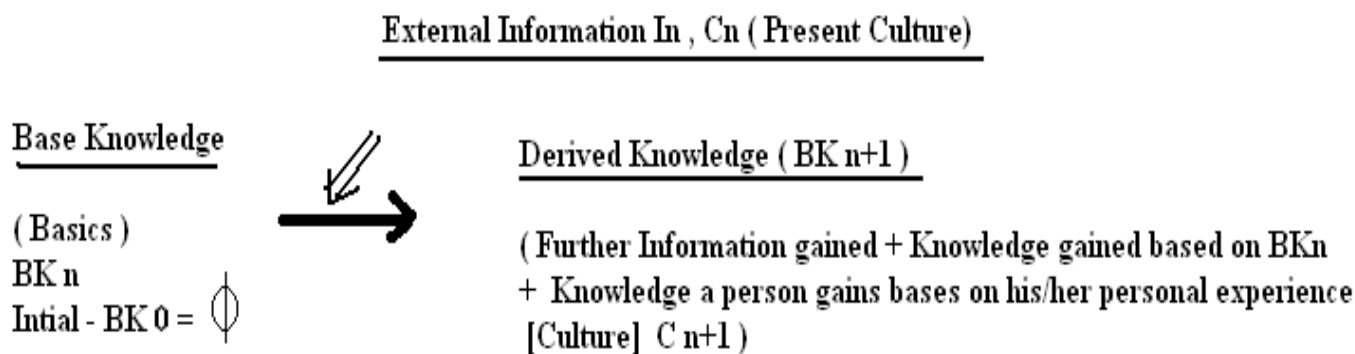 External Information In , Cn ( Present Culture)
Base Knowledge
( Basics )
BK n
Intial - BK 0 = ϕ
Derived Knowledge ( BK n+1 )
( Further Information gained + Knowledge gained based on BKn
+ Knowledge a person gains bases on his/her personal experience
[Culture] C n+1 )